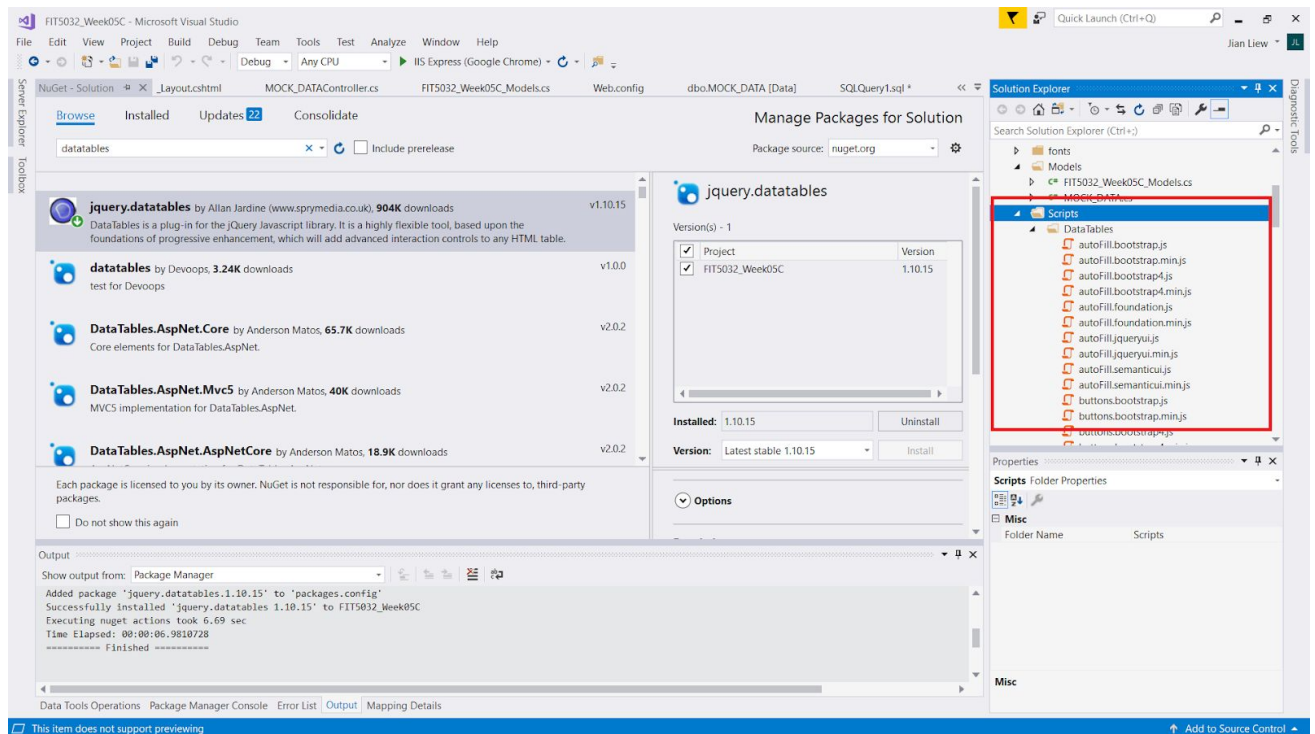 FIT5032_Week05C - Microsoft Visual Studio
Quick Launch (Ctrl+Q)
File Edit View Project Build Debug Team Tools Test Analyze Window Help
Jian Liew JL
Debug Any CPU IIS Express (Google Chrome)
Server Explorer
Toolbox
NuGet - Solution _Layout.cshtml MOCK_DATAController.cs FIT5032_Week05C_Models.cs Web.config dbo.MOCK_DATA [Data] SQLQuery1.sql *
Browse Installed Updates 22 Consolidate
Manage Packages for Solution
datatables
Include prerelease
Package source: nuget.org
jquery.datatables by Allan Jardine (www.sprymedia.co.uk), 904K downloads v1.10.15
DataTables is a plug-in for the jQuery Javascript library. It is a highly flexible tool, based upon the
foundations of progressive enhancement, which will add advanced interaction controls to any HTML table.
datatables by Devoops, 3.24K downloads v1.0.0
test for Devoops
DataTables.AspNet.Core by Anderson Matos, 65.7K downloads v2.0.2
Core elements for DataTables.AspNet.
DataTables.AspNet.Mvc5 by Anderson Matos, 40K downloads v2.0.2
MVC5 implementation for DataTables.AspNet.
DataTables.AspNet.AspNetCore by Anderson Matos, 18.9K downloads v2.0.2
Each package is licensed to you by its owner. NuGet is not responsible for, nor does it grant any licenses to, third-party
packages.
Do not show this again
jquery.datatables
Version(s) - 1
Project Version
FIT5032_Week05C 1.10.15
Installed: 1.10.15 Uninstall
Version: Latest stable 1.10.15 Install
Options
Output
Show output from: Package Manager
Added package 'jquery.datatables.1.10.15' to 'packages.config'
Successfully installed 'jquery.datatables 1.10.15' to FIT5032_Week05C
Executing nuget actions took 6.69 sec
Time Elapsed: 00:00:06.9810728
========== Finished ==========
Data Tools Operations Package Manager Console Error List Output Mapping Details
Solution Explorer
Search Solution Explorer (Ctrl+;)
fonts
Models
C# FIT5032_Week05C_Models.cs
C# MOCK_DATA.cs
Scripts
DataTables
autoFill.bootstrap.js
autoFill.bootstrap.min.js
autoFill.bootstrap4.js
autoFill.bootstrap4.min.js
autoFill.foundation.js
autoFill.foundation.min.js
autoFill.jqueryui.js
autoFill.jqueryui.min.js
autoFill.semanticui.js
autoFill.semanticui.min.js
buttons.bootstrap.js
buttons.bootstrap.min.js
buttons.bootstrap4.js
Properties
Scripts Folder Properties
Misc
Folder Name Scripts
Misc
Diagnostic Tools
This item does not support previewing
Add to Source Control